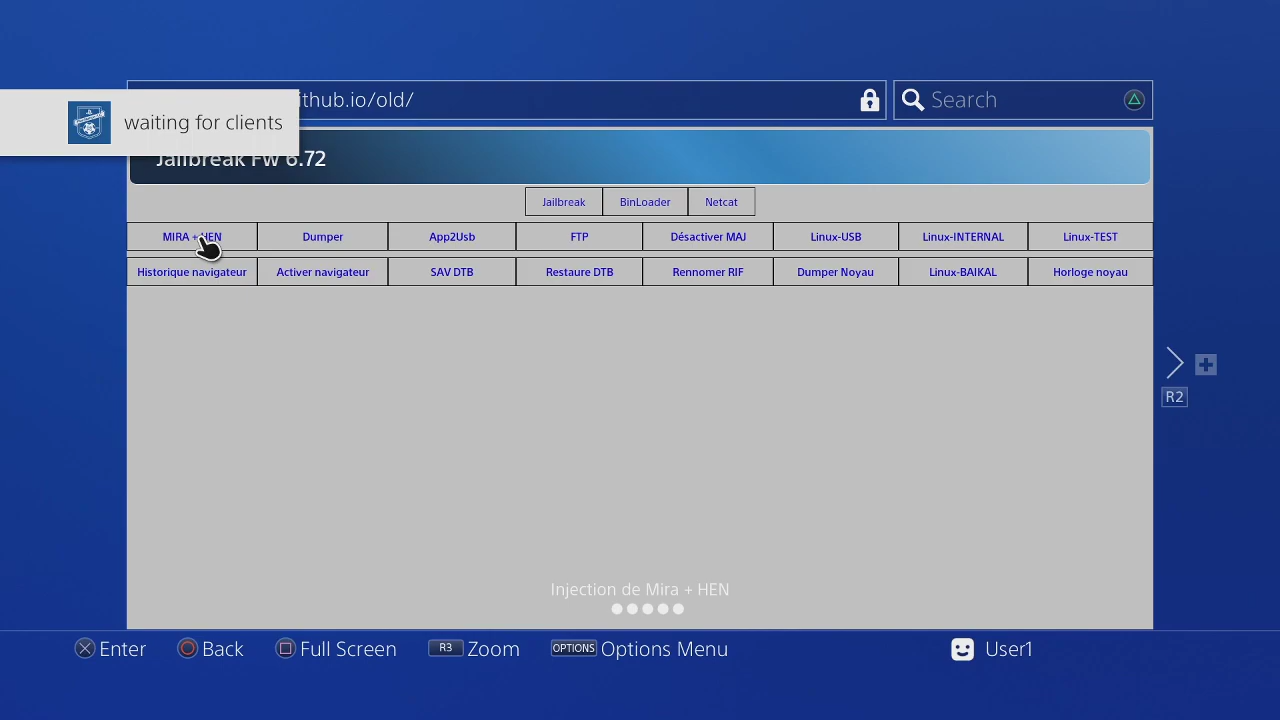 ithub.io/old/
Search
waiting for clients
Jailbreak FW 6.72
Jailbreak
BinLoader
Netcat
MIRA + HEN
Dumper
App2Usb
FTP
Désactiver MAJ
Linux-USB
Linux-INTERNAL
Linux-TEST
Historique navigateur
Activer navigateur
SAV DTB
Restaure DTB
Rennomer RIF
Dumper Noyau
Linux-BAIKAL
Horloge noyau
R2
Injection de Mira + HEN
Enter
Back
Full Screen
R3
Zoom
OPTIONS
Options Menu
User1